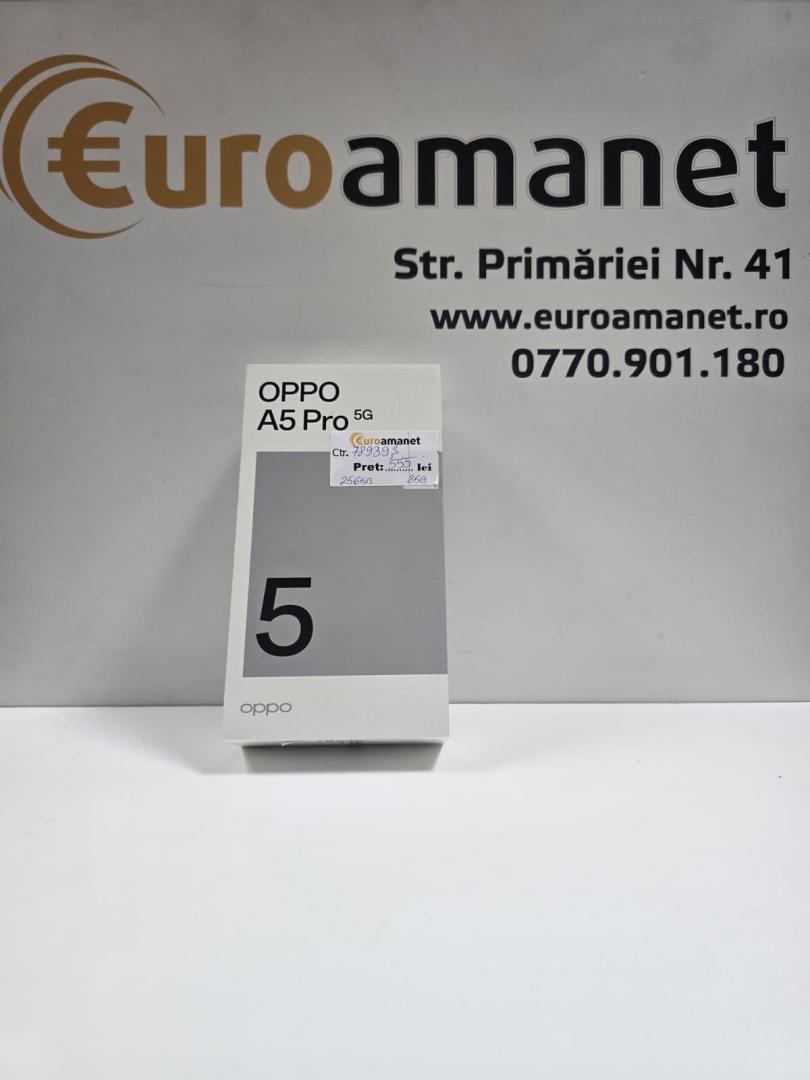 €uroamanet
Str. Primăriei Nr. 41
www.euroamanet.ro
0770.901.180
OPPO
A5 Pro 5G
€uroamanet
Ctr.
Pret: 555 lei
256GB 8GB
5
oppo